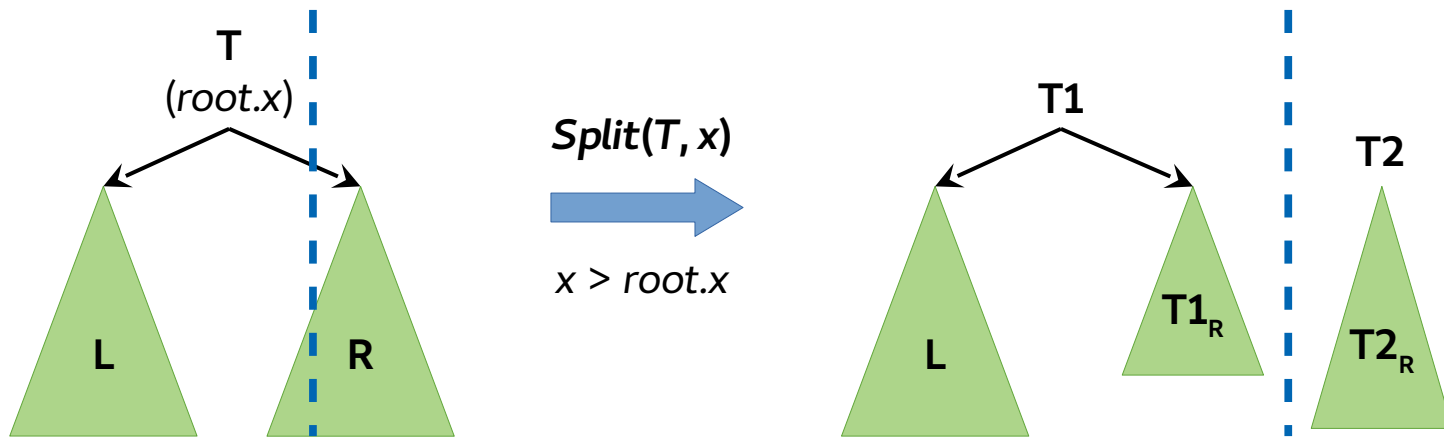 T
(root.x)
L
R
Split(T, x)
x > root.x
T1
L
T1R
T2
T2R